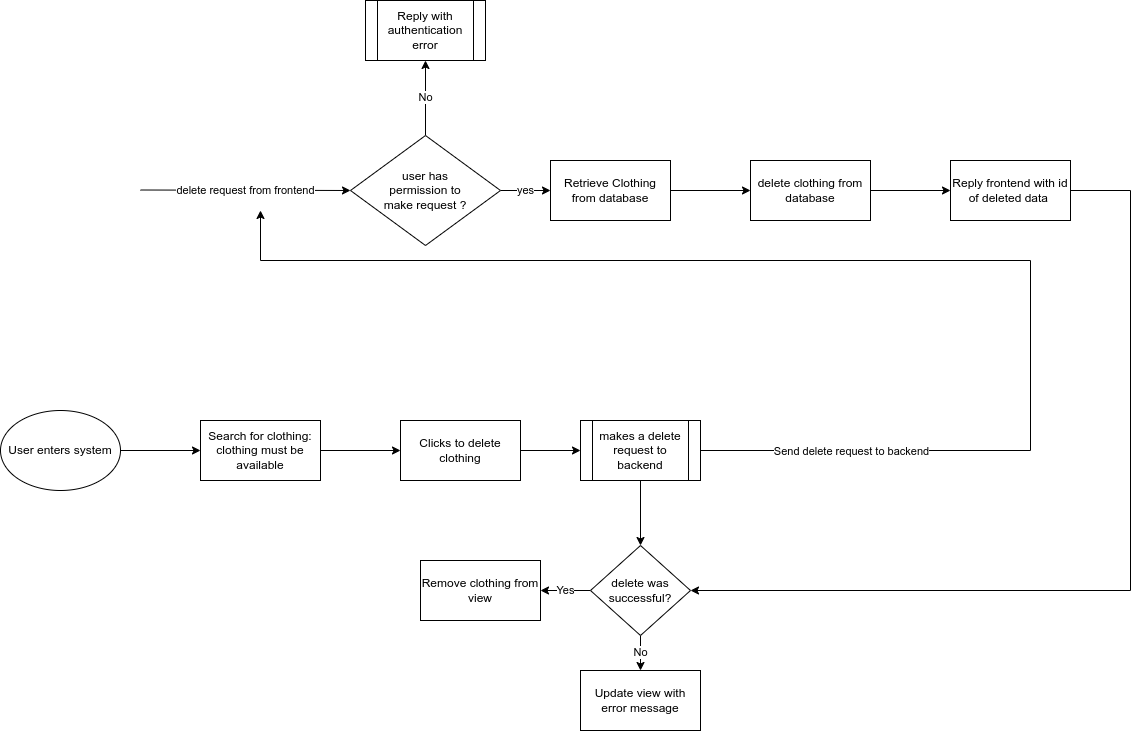 Reply with
authentication
error
No
user has
permission to
make request ?
delete request from frontend
yes
Retrieve Clothing
from database
delete clothing from
database
Reply frontend with id
of deleted data
User enters system
Search for clothing:
clothing must be
available
Clicks to delete
clothing
makes a delete
request to
backend
Send delete request to backend
delete was
successful?
Yes
Remove clothing from
view
No
Update view with
error message